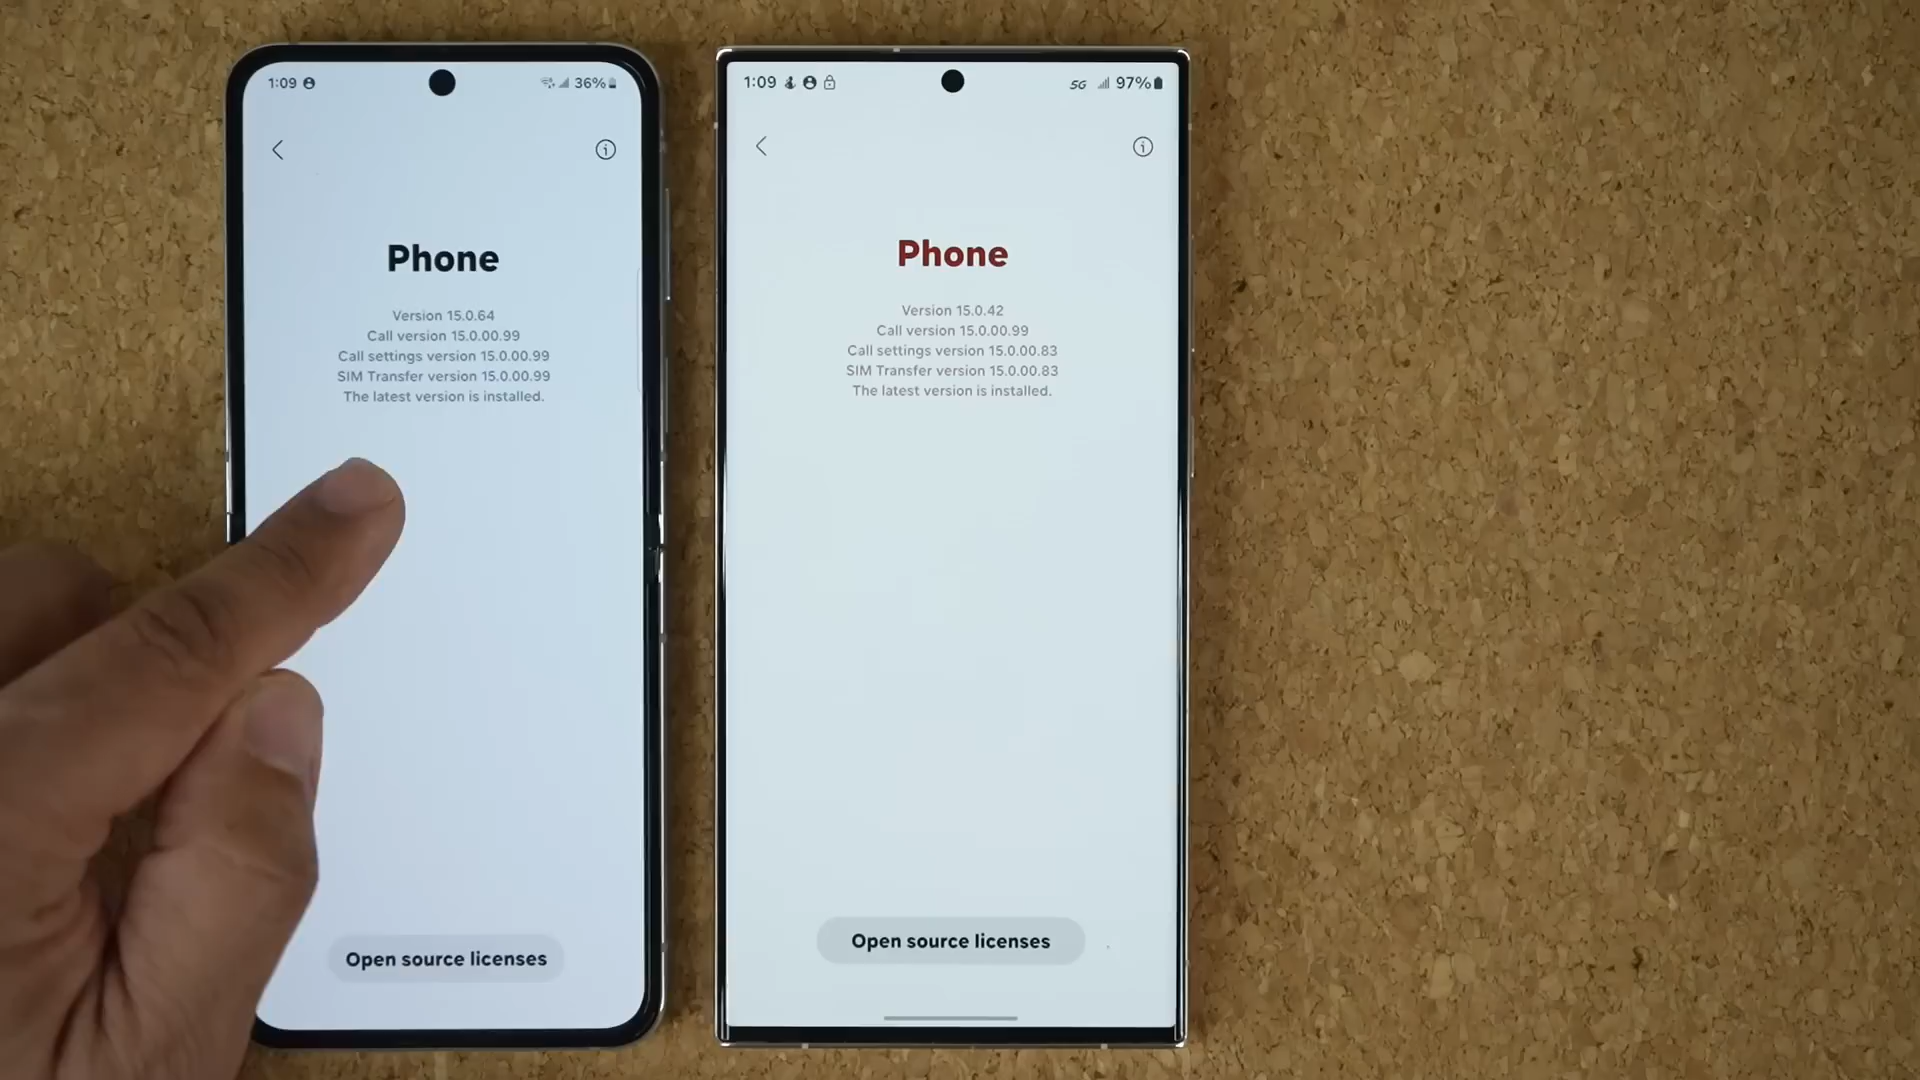 1:09
36%
Phone
Version 15.0.64
Call version 15.0.00.99
Call settings version 15.0.00.99
SIM Transfer version 15.0.00.99
The latest version is installed.
Open source licenses
1:09
5G 97%
Phone
Version 15.0.42
Call version 15.0.00.99
Call settings version 15.0.00.83
SIM Transfer version 15.0.00.83
The latest version is installed.
Open source licenses